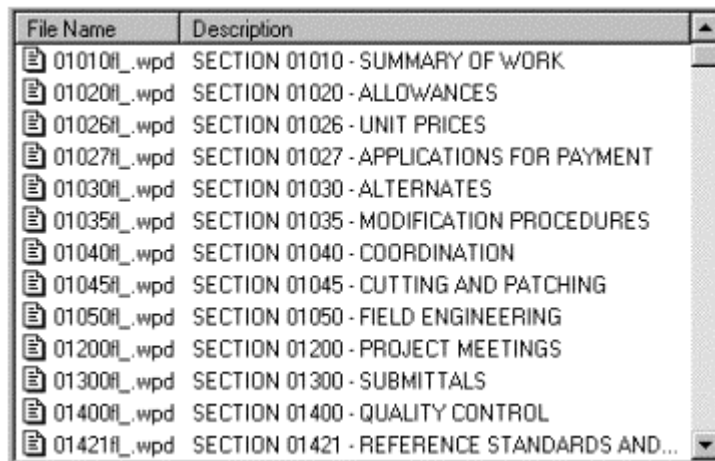 File Name Description
01010fl_.wpd SECTION 01010 - SUMMARY OF WORK
01020fl_.wpd SECTION 01020 - ALLOWANCES
01026fl_.wpd SECTION 01026 - UNIT PRICES
01027fl_.wpd SECTION 01027 - APPLICATIONS FOR PAYMENT
01030fl_.wpd SECTION 01030 - ALTERNATES
01035fl_.wpd SECTION 01035 - MODIFICATION PROCEDURES
01040fl_.wpd SECTION 01040 - COORDINATION
01045fl_.wpd SECTION 01045 - CUTTING AND PATCHING
01050fl_.wpd SECTION 01050 - FIELD ENGINEERING
01200fl_.wpd SECTION 01200 - PROJECT MEETINGS
01300fl_.wpd SECTION 01300 - SUBMITTALS
01400fl_.wpd SECTION 01400 - QUALITY CONTROL
01421fl_.wpd SECTION 01421 - REFERENCE STANDARDS AND...